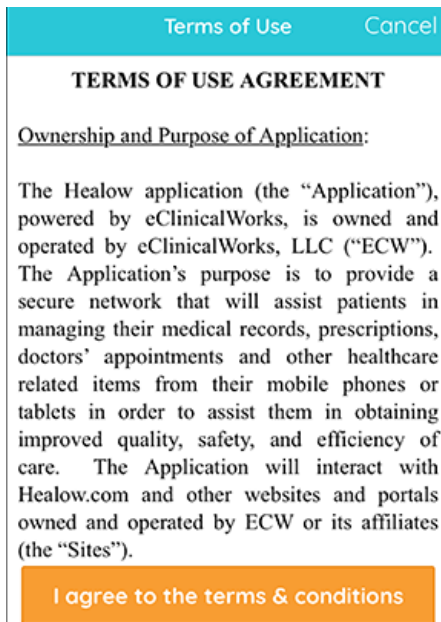 Terms of Use Cancel
TERMS OF USE AGREEMENT
Ownership and Purpose of Application:
The Healow application (the “Application”),
powered by eClinicalWorks, is owned and
operated by eClinicalWorks, LLC (“ECW”).
The Application’s purpose is to provide a
secure network that will assist patients in
managing their medical records, prescriptions,
doctors’ appointments and other healthcare
related items from their mobile phones or
tablets in order to assist them in obtaining
improved quality, safety, and efficiency of
care. The Application will interact with
Healow.com and other websites and portals
owned and operated by ECW or its affiliates
(the “Sites”).
I agree to the terms & conditions